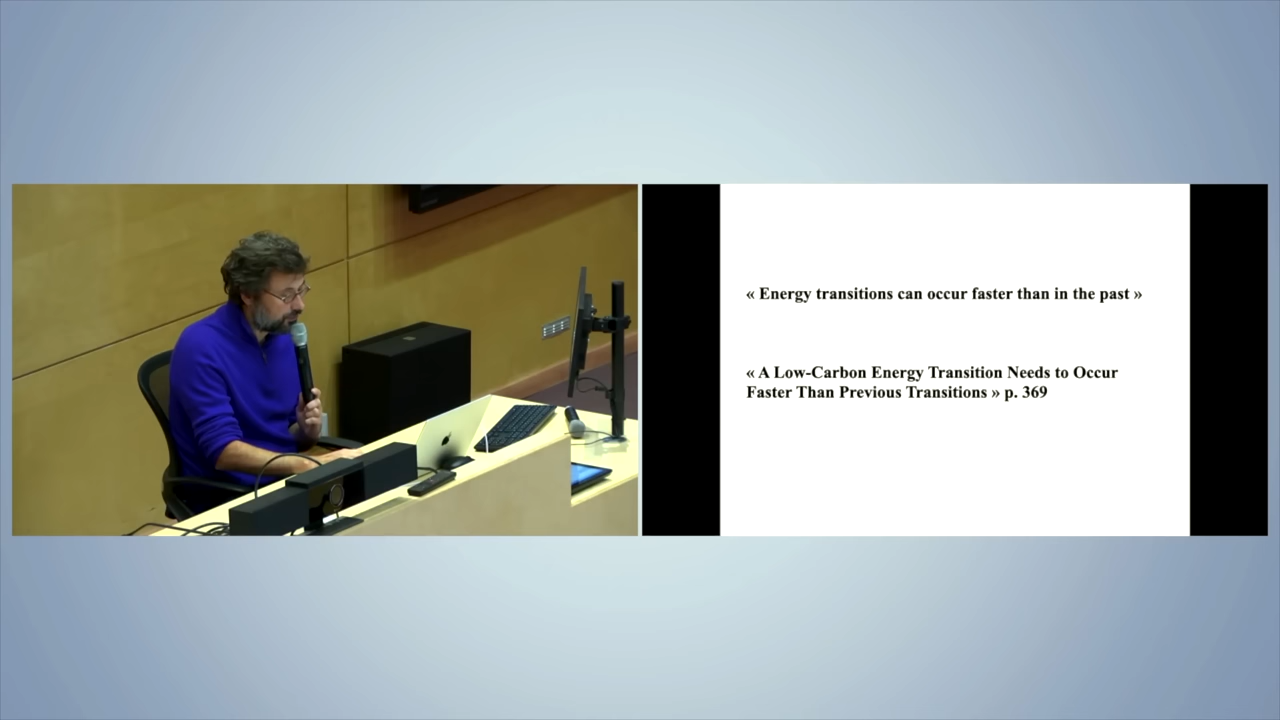 « Energy transitions can occur faster than in the past »
« A Low-Carbon Energy Transition Needs to Occur
Faster Than Previous Transitions » p. 369